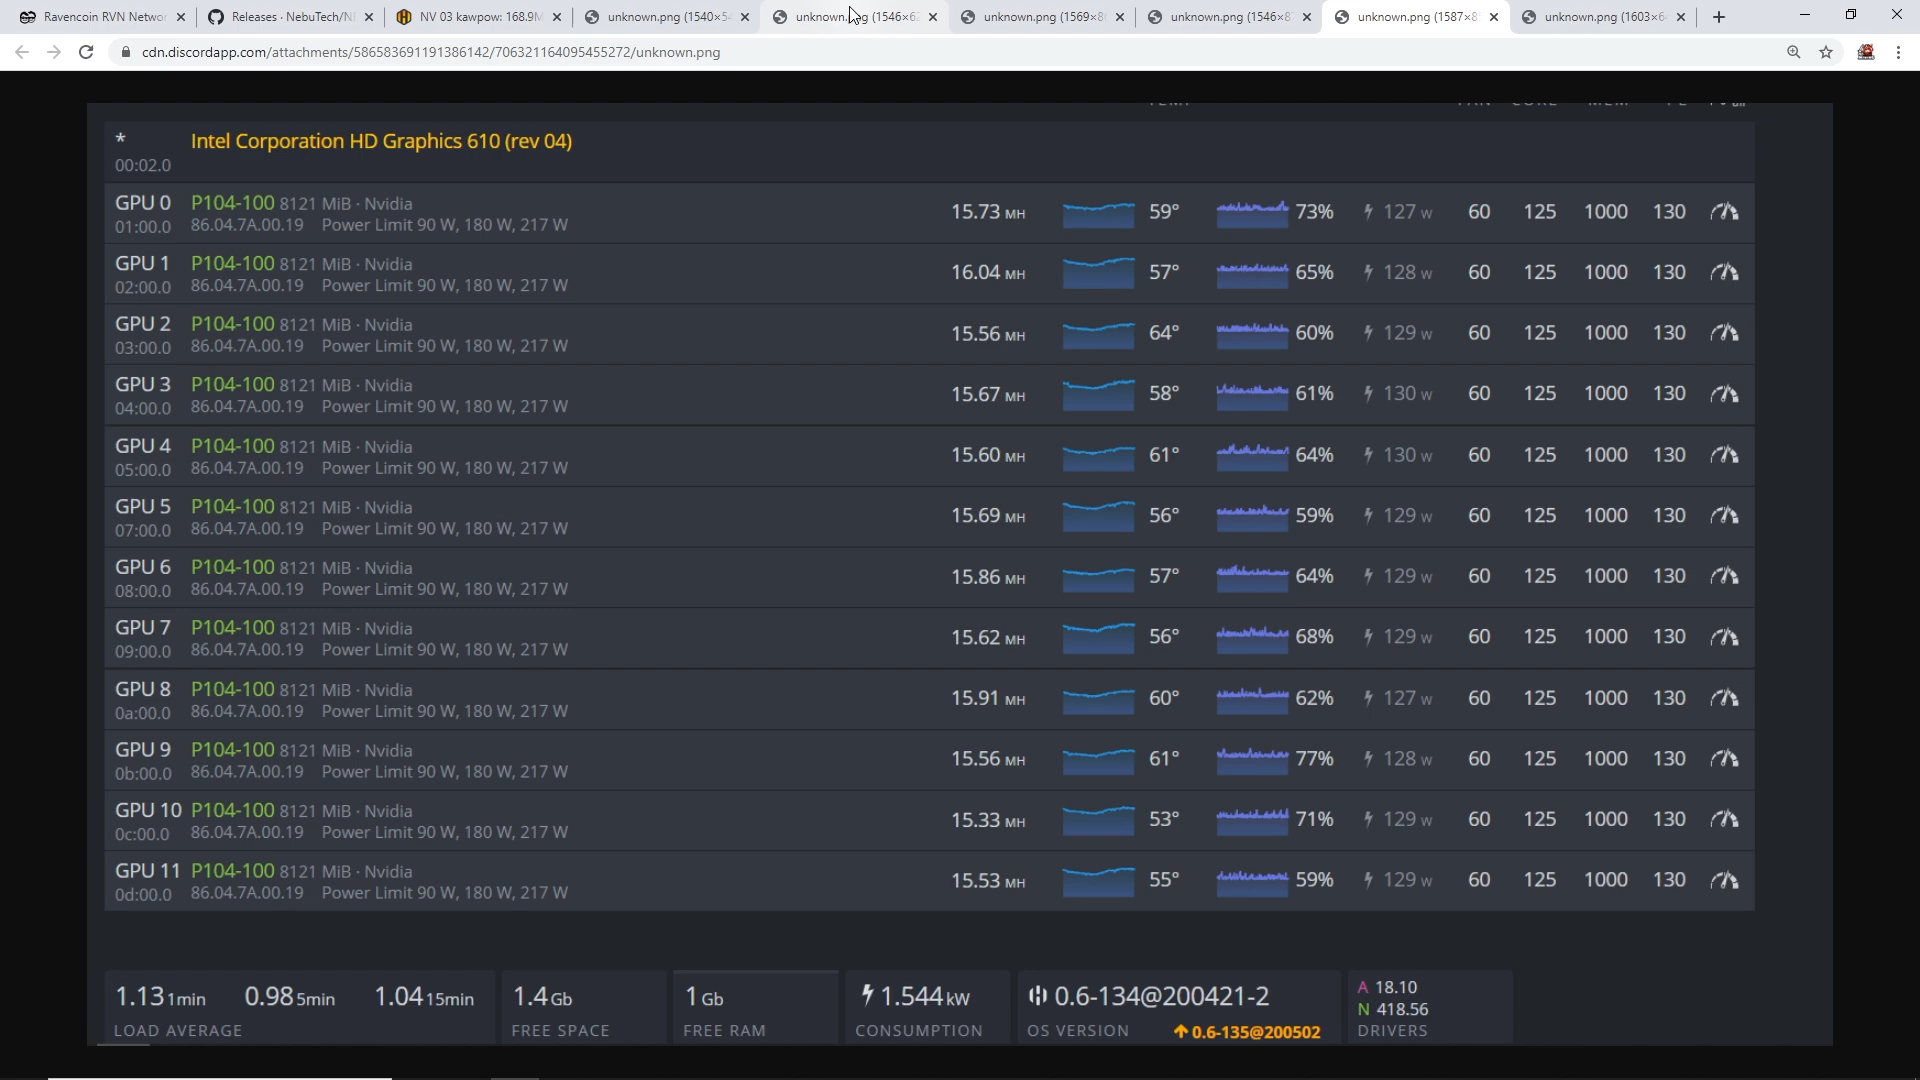 Ravencoin RVN Networ
Releases · NebuTech/N
NV 03 kawpow: 168.9M
unknown.png (1540×5
unknown.png (1546×6
unknown.png (1569×8
unknown.png (1546×8
unknown.png (1587×8
unknown.png (1603×6
cdn.discordapp.com/attachments/586583691191386142/706321164095455272/unknown.png
* Intel Corporation HD Graphics 610 (rev 04)
00:02.0
GPU 0 P104-100 8121 MiB · Nvidia 15.73 MH 59° 73% 127 W 60 125 1000 130
01:00.0 86.04.7A.00.19 Power Limit 90 W, 180 W, 217 W
GPU 1 P104-100 8121 MiB · Nvidia 16.04 MH 57° 65% 128 W 60 125 1000 130
02:00.0 86.04.7A.00.19 Power Limit 90 W, 180 W, 217 W
GPU 2 P104-100 8121 MiB · Nvidia 15.56 MH 64° 60% 129 W 60 125 1000 130
03:00.0 86.04.7A.00.19 Power Limit 90 W, 180 W, 217 W
GPU 3 P104-100 8121 MiB · Nvidia 15.67 MH 58° 61% 130 W 60 125 1000 130
04:00.0 86.04.7A.00.19 Power Limit 90 W, 180 W, 217 W
GPU 4 P104-100 8121 MiB · Nvidia 15.60 MH 61° 64% 130 W 60 125 1000 130
05:00.0 86.04.7A.00.19 Power Limit 90 W, 180 W, 217 W
GPU 5 P104-100 8121 MiB · Nvidia 15.69 MH 56° 59% 129 W 60 125 1000 130
07:00.0 86.04.7A.00.19 Power Limit 90 W, 180 W, 217 W
GPU 6 P104-100 8121 MiB · Nvidia 15.86 MH 57° 64% 129 W 60 125 1000 130
08:00.0 86.04.7A.00.19 Power Limit 90 W, 180 W, 217 W
GPU 7 P104-100 8121 MiB · Nvidia 15.62 MH 56° 68% 129 W 60 125 1000 130
09:00.0 86.04.7A.00.19 Power Limit 90 W, 180 W, 217 W
GPU 8 P104-100 8121 MiB · Nvidia 15.91 MH 60° 62% 127 W 60 125 1000 130
0a:00.0 86.04.7A.00.19 Power Limit 90 W, 180 W, 217 W
GPU 9 P104-100 8121 MiB · Nvidia 15.56 MH 61° 77% 128 W 60 125 1000 130
0b:00.0 86.04.7A.00.19 Power Limit 90 W, 180 W, 217 W
GPU 10 P104-100 8121 MiB · Nvidia 15.33 MH 53° 71% 129 W 60 125 1000 130
0c:00.0 86.04.7A.00.19 Power Limit 90 W, 180 W, 217 W
GPU 11 P104-100 8121 MiB · Nvidia 15.53 MH 55° 59% 129 W 60 125 1000 130
0d:00.0 86.04.7A.00.19 Power Limit 90 W, 180 W, 217 W
1.13 1min 0.98 5min 1.04 15min
LOAD AVERAGE
1.4 Gb
FREE SPACE
1 Gb
FREE RAM
1.544 kW
CONSUMPTION
0.6-134@200421-2
OS VERSION 0.6-135@200502
A 18.10
N 418.56
DRIVERS